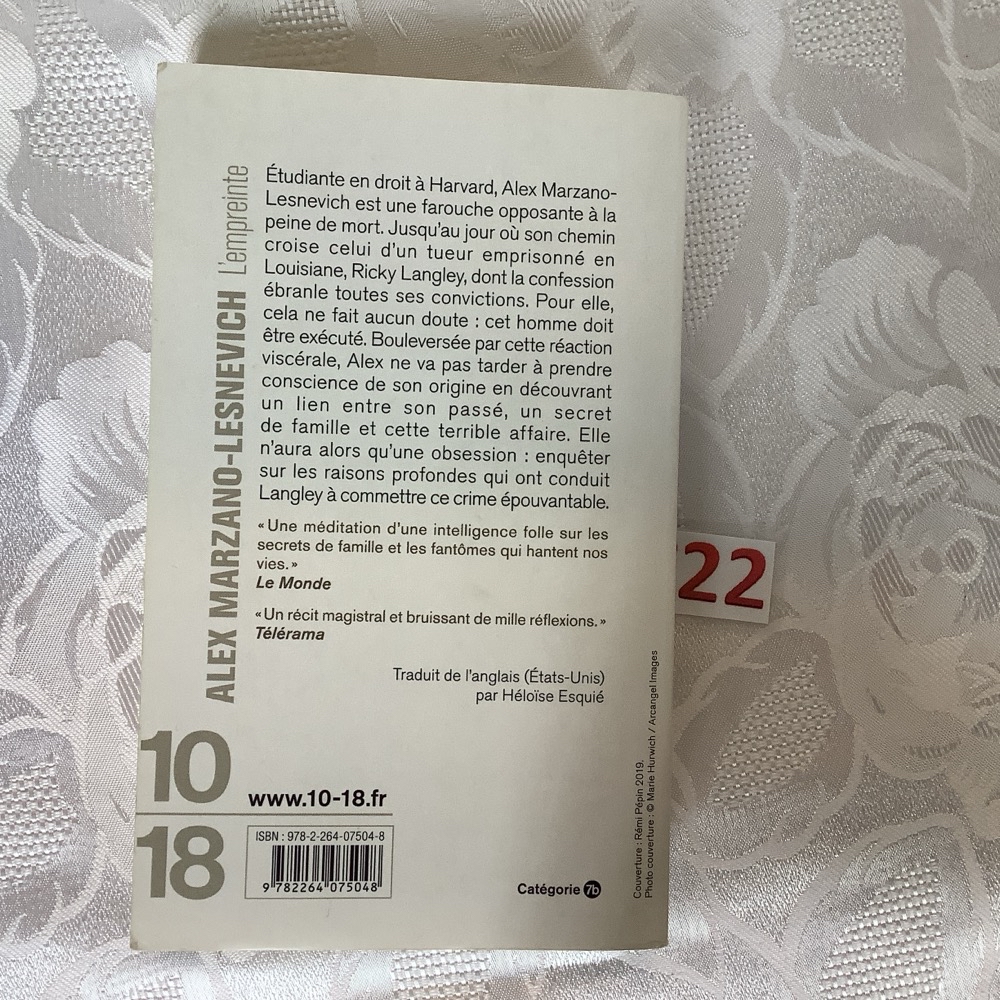 ALEX MARZANO-LESNEVICH L'empreinte
Étudiante en droit à Harvard, Alex Marzano-
Lesnevich est une farouche opposante à la
peine de mort. Jusqu'au jour où son chemin
croise celui d'un tueur emprisonné en
Louisiane, Ricky Langley, dont la confession
ébranle toutes ses convictions. Pour elle,
cela ne fait aucun doute : cet homme doit
être exécuté. Bouleversée par cette réaction
viscérale, Alex ne va pas tarder à prendre
conscience de son origine en découvrant
un lien entre son passé, un secret
de famille et cette terrible affaire. Elle
n'aura alors qu'une obsession : enquêter
sur les raisons profondes qui ont conduit
Langley à commettre ce crime épouvantable.
« Une méditation d'une intelligence folle sur les
secrets de famille et les fantômes qui hantent nos
vies. »
Le Monde
« Un récit magistral et bruissant de mille réflexions. »
Télérama
Traduit de l'anglais (États-Unis)
par Héloïse Esquié
10
18
www.10-18.fr
ISBN : 978-2-264-07504-8
9 782264 075048
Catégorie 7b
Couverture : Rémi Pépin 2019.
Photo couverture : © Marie Hurwich / Arcangel Images
22